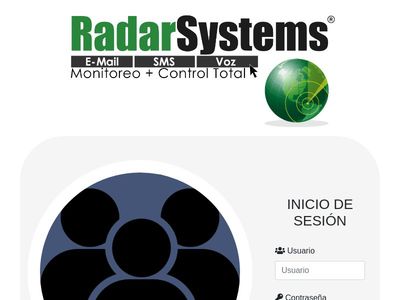 RadarSystems®
E-Mail SMS Voz
Monitoreo + Control Total
INICIO DE
SESIÓN
Usuario
Usuario
Contraseña